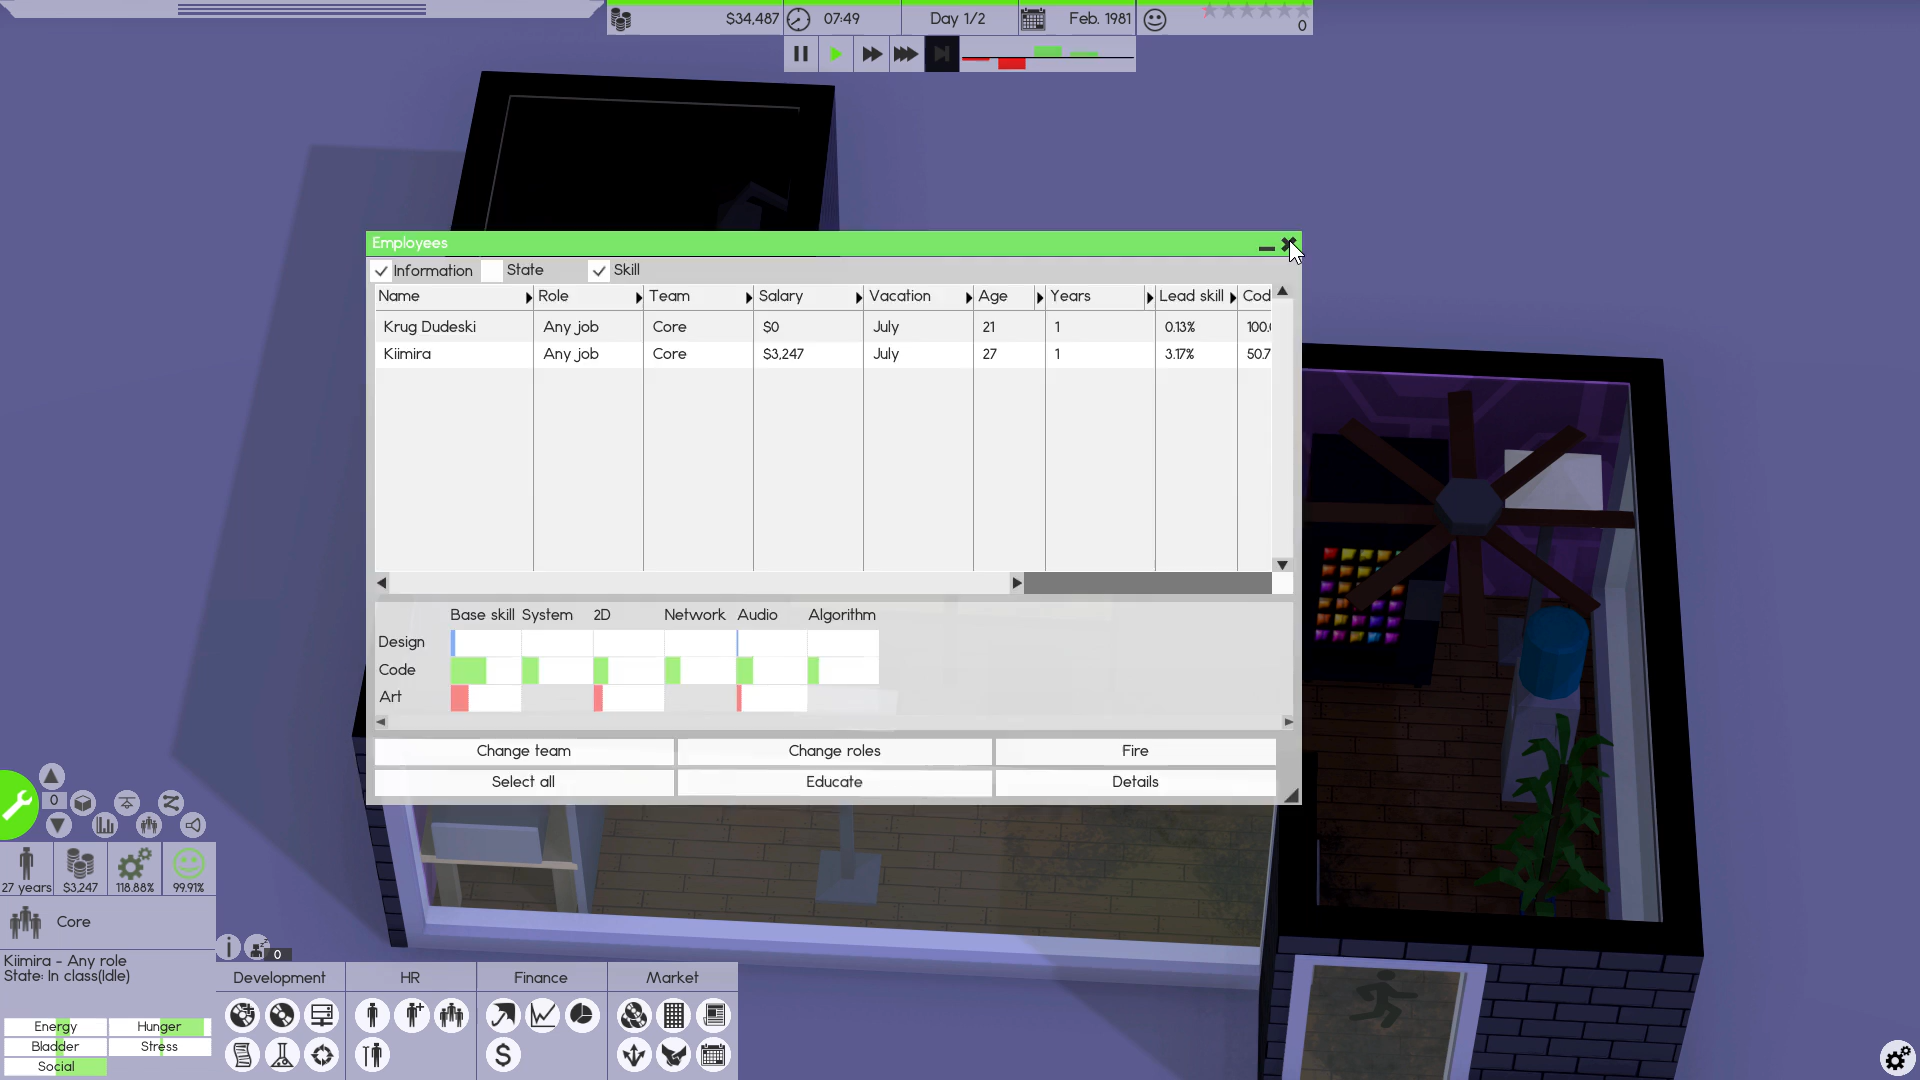 $34,487 07:49 Day 1/2 Feb. 1981 0
Employees
Information State Skill
Name Role Team Salary Vacation Age Years Lead skill Cod
Krug Dudeski Any job Core $0 July 21 1 0.13% 100.
Kiimira Any job Core $3,247 July 27 1 3.17% 50.7
Base skill System 2D Network Audio Algorithm
Design
Code
Art
Change team Change roles Fire
Select all Educate Details
0
27 years $3,247 118.88% 99.91%
Core
Kiimira - Any role
State: In class(Idle)
0
Energy Hunger
Bladder Stress
Social
Development HR Finance Market